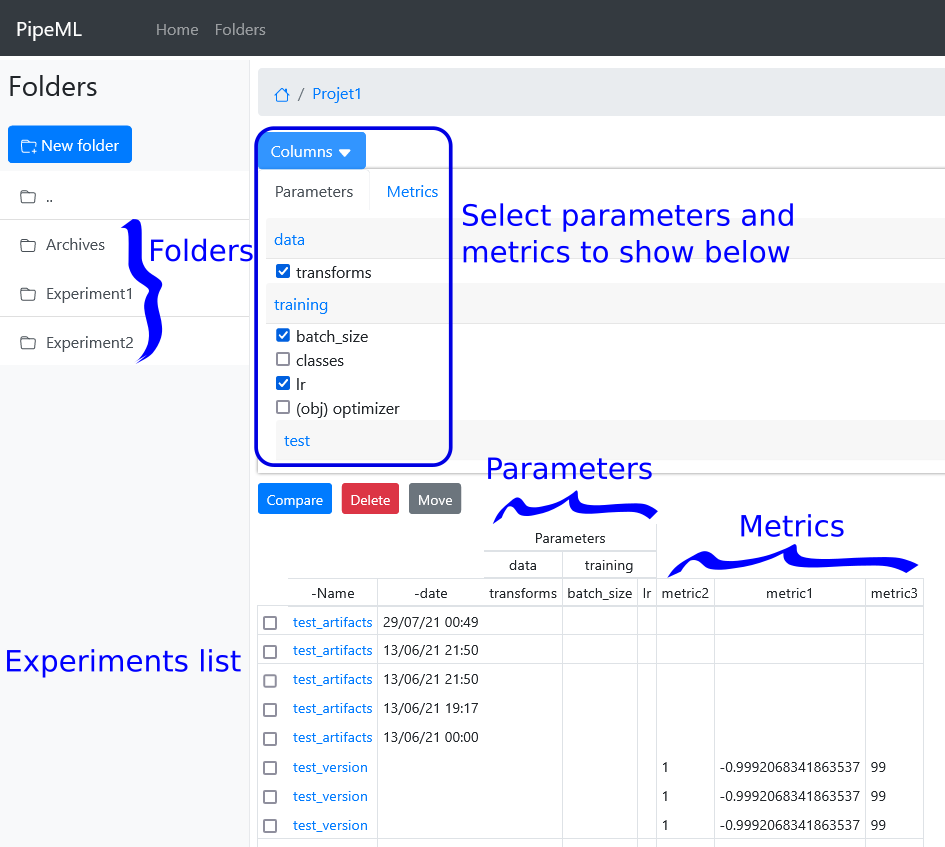 PipeML Home Folders
Folders
/ Projet1
New folder
Columns
Parameters Metrics
..
Select parameters and
metrics to show below
Archives
Folders
Experiment1
Experiment2
data
transforms
training
batch_size
classes
lr
(obj) optimizer
test
Parameters
Compare Delete Move
Metrics
Parameters
data training
-Name -date transforms batch_size lr metric2 metric1 metric3
test_artifacts 29/07/21 00:49
test_artifacts 13/06/21 21:50
Experiments list
test_artifacts 13/06/21 21:50
test_artifacts 13/06/21 19:17
test_artifacts 13/06/21 00:00
test_version 1 -0.9992068341863537 99
test_version 1 -0.9992068341863537 99
test_version 1 -0.9992068341863537 99